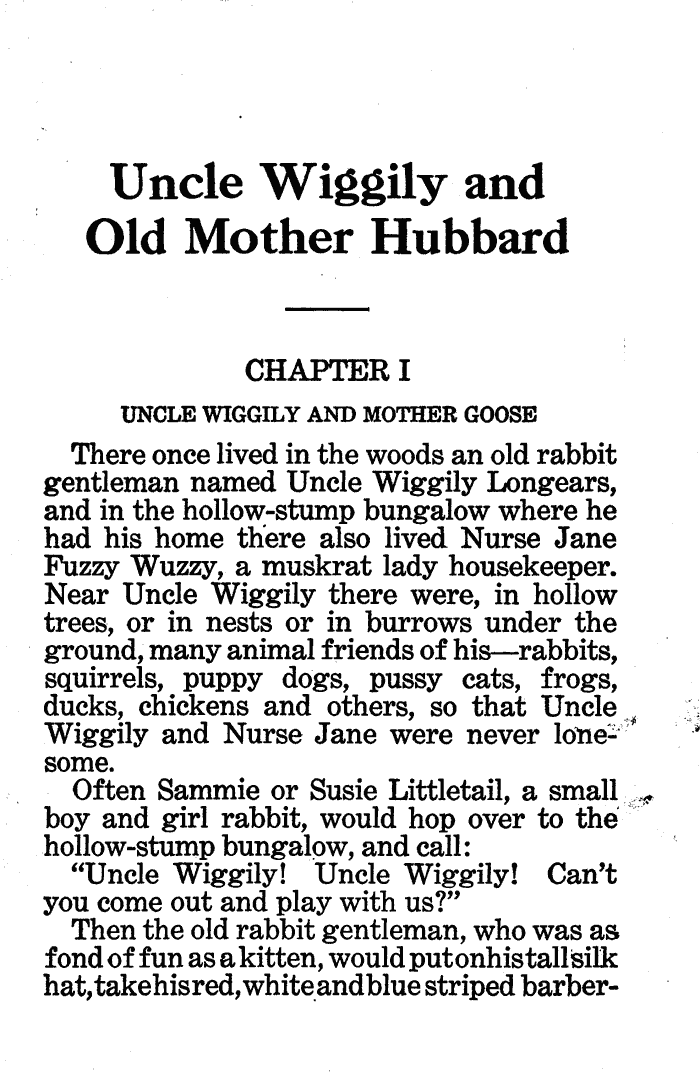 Uncle Wiggily and
Old Mother Hubbard
CHAPTER I
UNCLE WIGGILY AND MOTHER GOOSE
There once lived in the woods an old rabbit
gentleman named Uncle Wiggily Longears,
and in the hollow-stump bungalow where he
had his home there also lived Nurse Jane
Fuzzy Wuzzy, a muskrat lady housekeeper.
Near Uncle Wiggily there were, in hollow
trees, or in nests or in burrows under the
ground, many animal friends of his—rabbits,
squirrels, puppy dogs, pussy cats, frogs,
ducks, chickens and others, so that Uncle
Wiggily and Nurse Jane were never lone-
some.
Often Sammie or Susie Littletail, a small
boy and girl rabbit, would hop over to the
hollow-stump bungalow, and call:
“Uncle Wiggily! Uncle Wiggily! Can’t
you come out and play with us?”
Then the old rabbit gentleman, who was as
fond of fun as a kitten, would put on his tall silk
hat, take his red, white and blue striped barber-